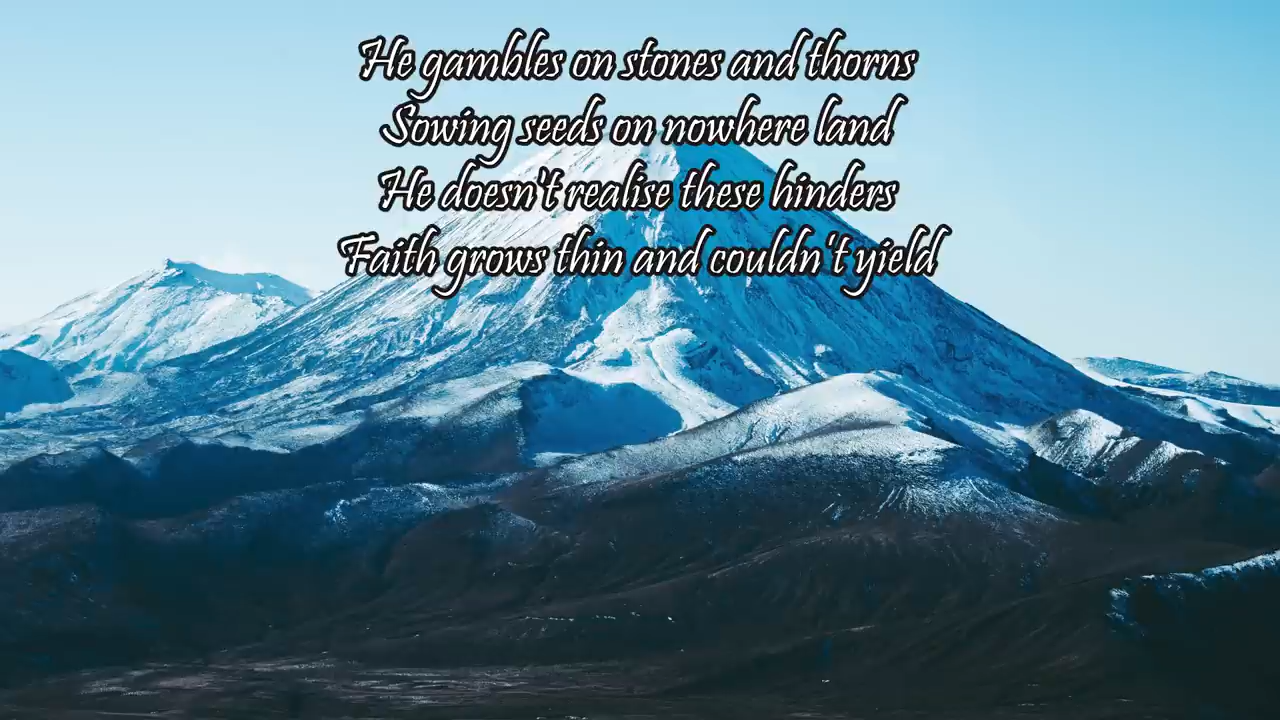 He gambles on stones and thorns
Sowing seeds on nowhere land
He doesn't realise these hinders
Faith grows thin and couldn't yield